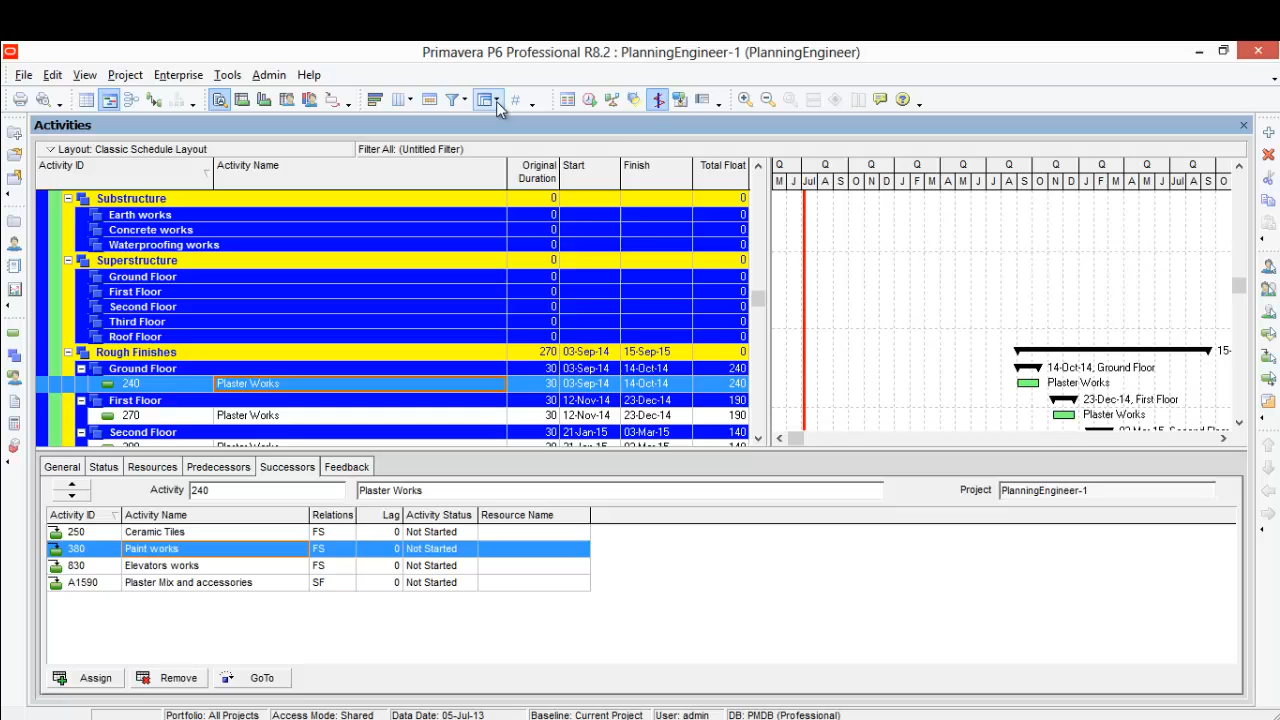 Primavera P6 Professional R8.2 : PlanningEngineer-1 (PlanningEngineer)
File Edit View Project Enterprise Tools Admin Help
Activities
Layout: Classic Schedule Layout Filter All: (Untitled Filter)
Activity ID Activity Name Original Duration Start Finish Total Float
Q Q Q Q Q Q Q Q Q Q
M J Jul A S O N D J F M A M J Jul A S O N D J F M A M J Jul A S O
Substructure 0 0
Earth works 0 0
Concrete works 0 0
Waterproofing works 0 0
Superstructure 0 0
Ground Floor 0 0
First Floor 0 0
Second Floor 0 0
Third Floor 0 0
Roof Floor 0 0
Rough Finishes 270 03-Sep-14 15-Sep-15 0 15-
Ground Floor 30 03-Sep-14 14-Oct-14 240 14-Oct-14, Ground Floor
240 Plaster Works 30 03-Sep-14 14-Oct-14 240 Plaster Works
First Floor 30 12-Nov-14 23-Dec-14 190 23-Dec-14, First Floor
270 Plaster Works 30 12-Nov-14 23-Dec-14 190 Plaster Works
Second Floor 30 21-Jan-15 03-Mar-15 140
General Status Resources Predecessors Successors Feedback
Activity 240 Plaster Works Project PlanningEngineer-1
Activity ID Activity Name Relations Lag Activity Status Resource Name
250 Ceramic Tiles FS 0 Not Started
380 Paint works FS 0 Not Started
830 Elevators works FS 0 Not Started
A1590 Plaster Mix and accessories SF 0 Not Started
Assign Remove GoTo
Portfolio: All Projects Access Mode: Shared Data Date: 05-Jul-13 Baseline: Current Project User: admin DB: PMDB (Professional)